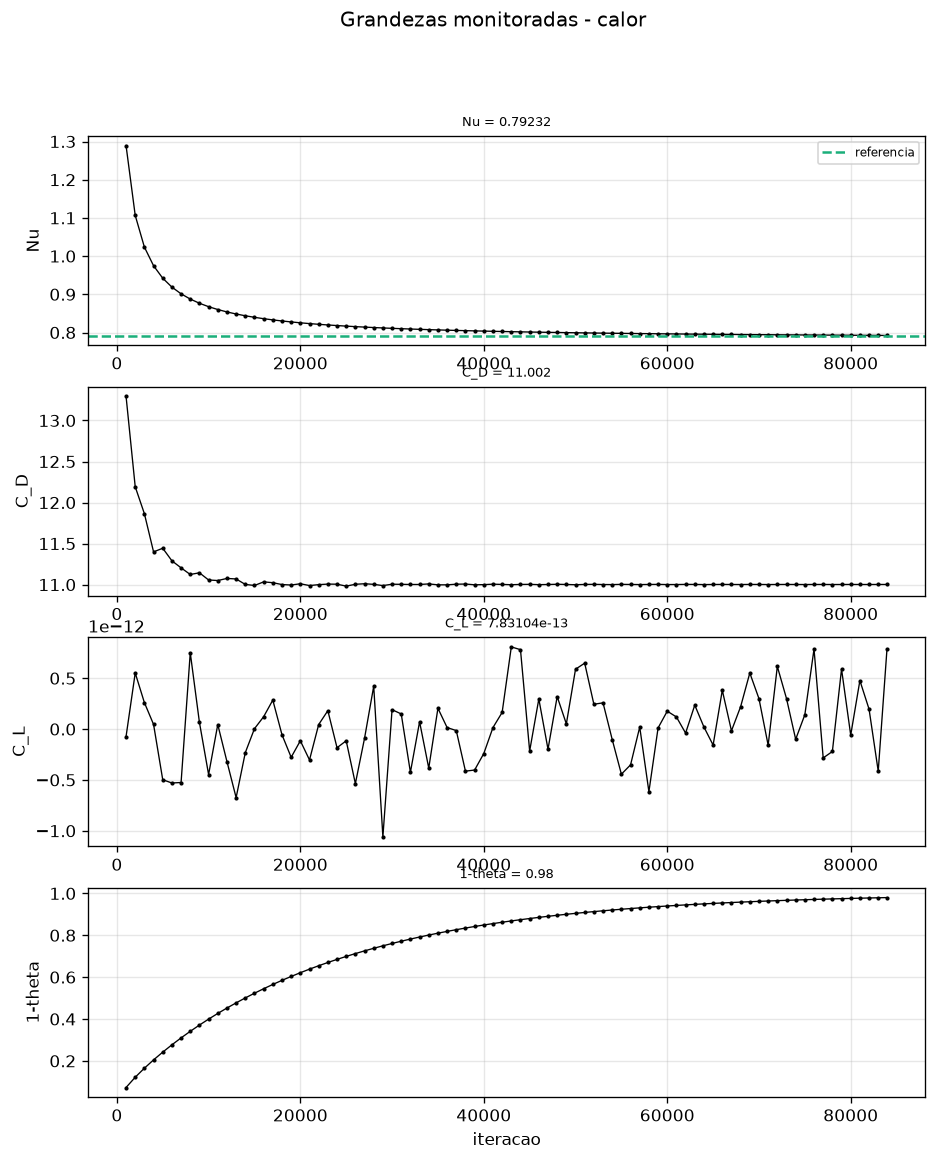 Grandezas monitoradas - calor
Nu = 0.79232
1.3
1.2
1.1
1.0
0.9
0.8
Nu
referencia
0 20000 40000 60000 80000
C_D = 11.002
13.0
12.5
12.0
11.5
11.0
C_D
0 20000 40000 60000 80000
1e−12
C_L = 7.83104e-13
0.5
0.0
−0.5
−1.0
C_L
0 20000 40000 60000 80000
1-theta = 0.98
1.0
0.8
0.6
0.4
0.2
1-theta
0 20000 40000 60000 80000
iteracao